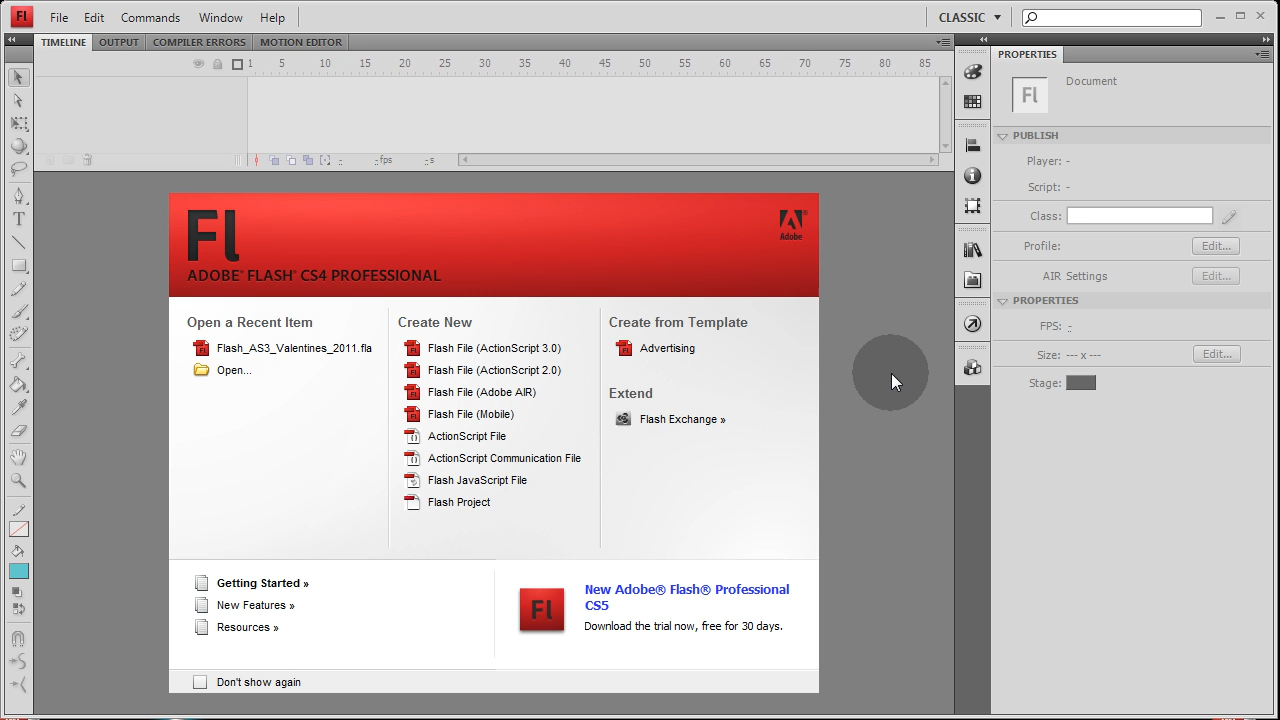 Fl File Edit Commands Window Help CLASSIC
TIMELINE OUTPUT COMPILER ERRORS MOTION EDITOR
PROPERTIES
1 5 10 15 20 25 30 35 40 45 50 55 60 65 70 75 80 85
Fl Document
PUBLISH
- - fps - s
Player: -
Script: -
Class:
Profile: Edit...
AIR Settings Edit...
PROPERTIES
FPS: -
Size: --- x --- Edit...
Stage:
Fl
Adobe
ADOBE® FLASH® CS4 PROFESSIONAL
Open a Recent Item
Flash_AS3_Valentines_2011.fla
Open...
Create New
Flash File (ActionScript 3.0)
Flash File (ActionScript 2.0)
Flash File (Adobe AIR)
Flash File (Mobile)
ActionScript File
ActionScript Communication File
Flash JavaScript File
Flash Project
Create from Template
Advertising
Extend
Flash Exchange »
Getting Started »
New Features »
Resources »
Fl
New Adobe® Flash® Professional
CS5
Download the trial now, free for 30 days.
Don't show again